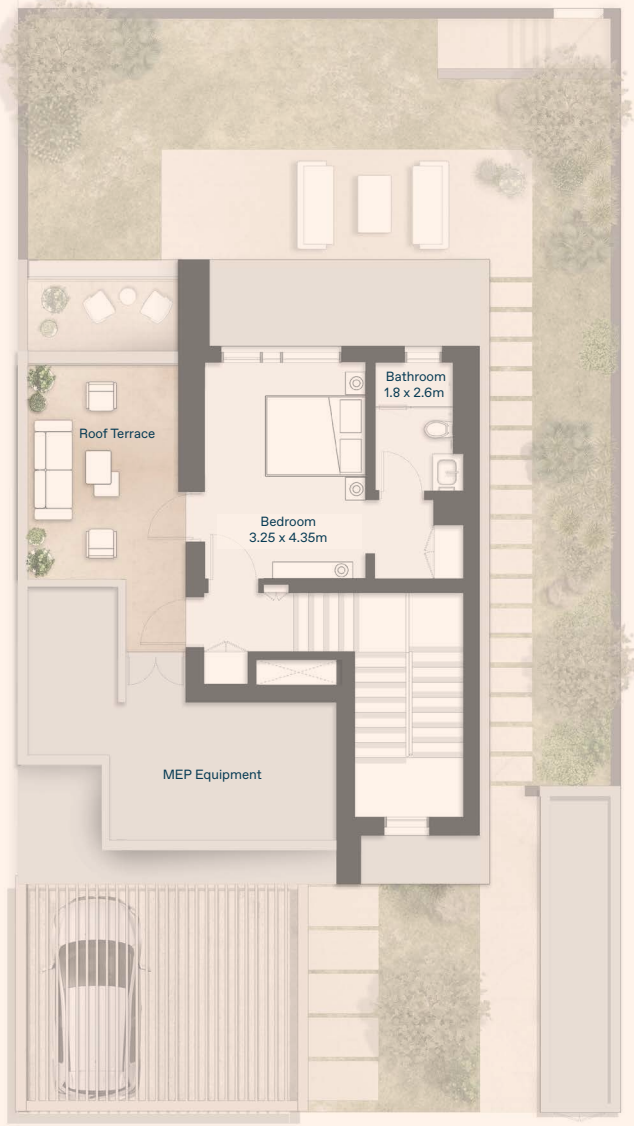 Bathroom
1.8 x 2.6m
Roof Terrace
Bedroom
3.25 x 4.35m
MEP Equipment